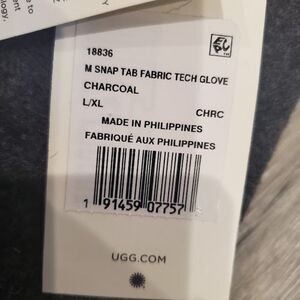 18836
M SNAP TAB FABRIC TECH GLOVE
CHARCOAL
L/XL CHRC
MADE IN PHILIPPINES
FABRIQUÉ AUX PHILIPPINES
1 91459 07757
UGG.COM